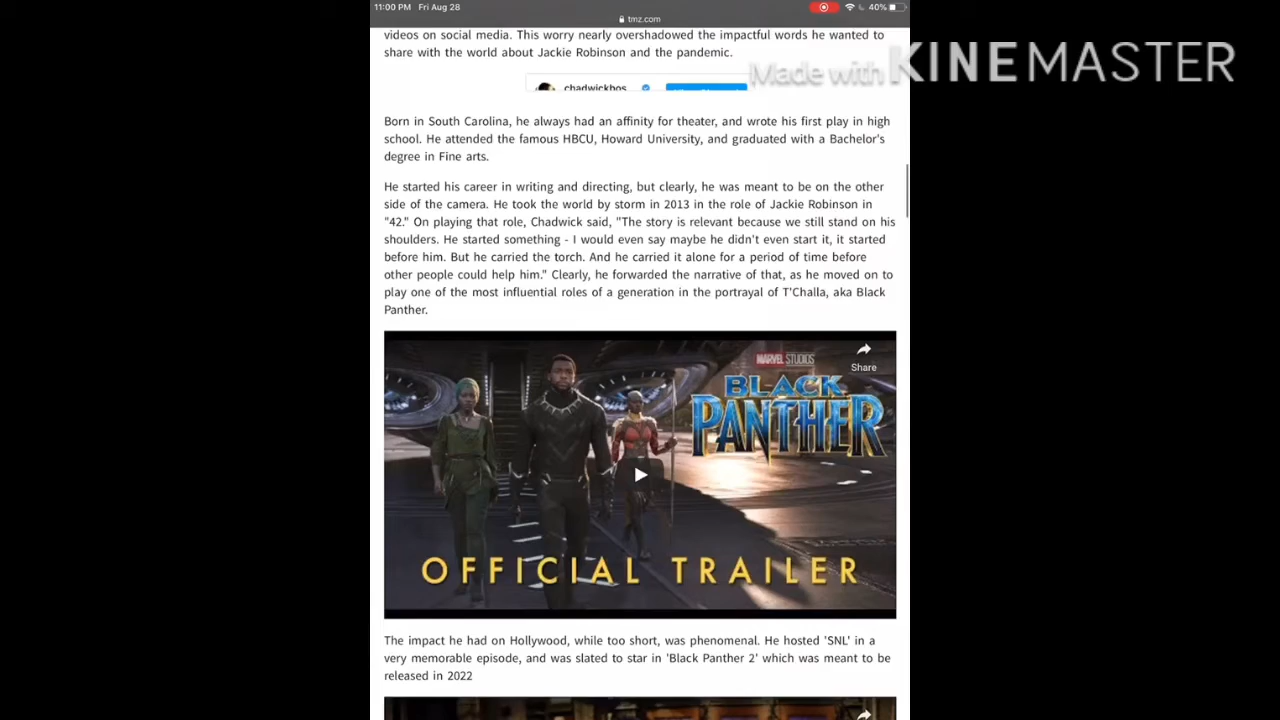 11:00 PM Fri Aug 28
40%
tmz.com
videos on social media. This worry nearly overshadowed the impactful words he wanted to
share with the world about Jackie Robinson and the pandemic.
Made with KINEMASTER
chadwickbos
Born in South Carolina, he always had an affinity for theater, and wrote his first play in high
school. He attended the famous HBCU, Howard University, and graduated with a Bachelor's
degree in Fine arts.
He started his career in writing and directing, but clearly, he was meant to be on the other
side of the camera. He took the world by storm in 2013 in the role of Jackie Robinson in
"42." On playing that role, Chadwick said, "The story is relevant because we still stand on his
shoulders. He started something - I would even say maybe he didn't even start it, it started
before him. But he carried the torch. And he carried it alone for a period of time before
other people could help him." Clearly, he forwarded the narrative of that, as he moved on to
play one of the most influential roles of a generation in the portrayal of T'Challa, aka Black
Panther.
MARVEL STUDIOS
BLACK
PANTHER
Share
OFFICIAL TRAILER
The impact he had on Hollywood, while too short, was phenomenal. He hosted 'SNL' in a
very memorable episode, and was slated to star in 'Black Panther 2' which was meant to be
released in 2022